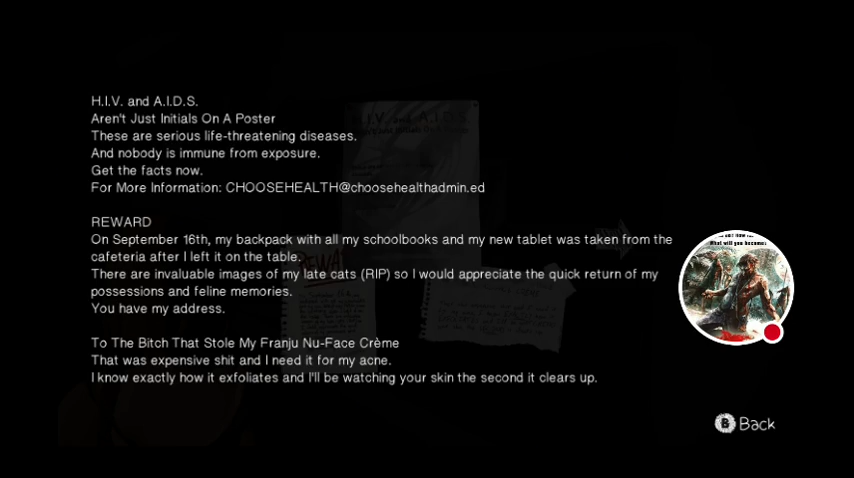 H.I.V. and A.I.D.S.
Aren't Just Initials On A Poster
These are serious life-threatening diseases.
And nobody is immune from exposure.
Get the facts now.
For More Information: CHOOSEHEALTH@choosehealthadmin.ed
REWARD
On September 16th, my backpack with all my schoolbooks and my new tablet was taken from the
cafeteria after I left it on the table.
There are invaluable images of my late cats (RIP) so I would appreciate the quick return of my
possessions and feline memories.
You have my address.
To The Bitch That Stole My Franju Nu-Face Crème
That was expensive shit and I need it for my acne.
I know exactly how it exfoliates and I'll be watching your skin the second it clears up.
What will you become
B Back